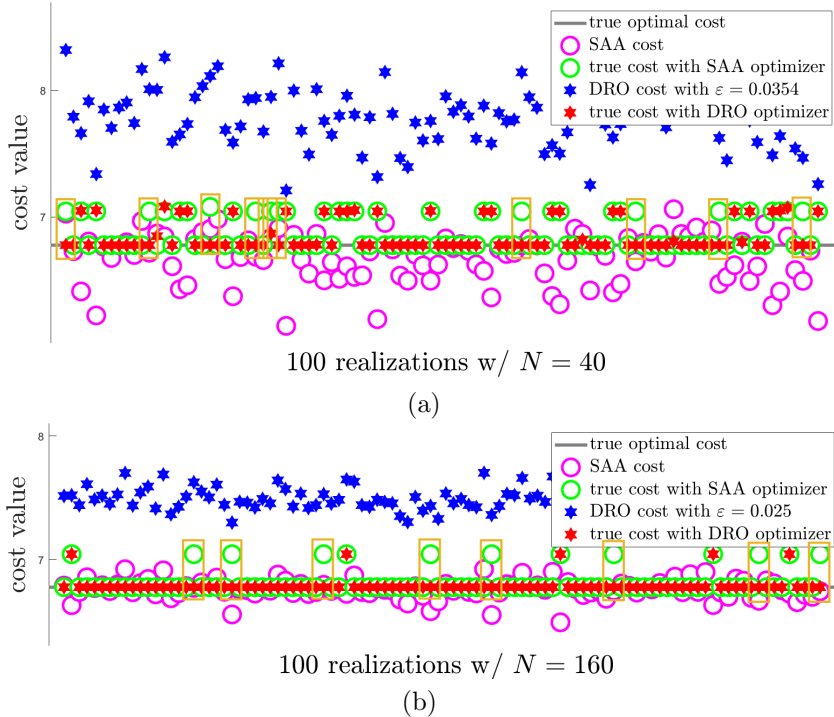 true optimal cost
SAA cost
true cost with SAA optimizer
DRO cost with ε = 0.0354
true cost with DRO optimizer
8
7
cost value
100 realizations w/ N = 40
(a)
8
7
cost value
true optimal cost
SAA cost
true cost with SAA optimizer
DRO cost with ε = 0.025
true cost with DRO optimizer
100 realizations w/ N = 160
(b)